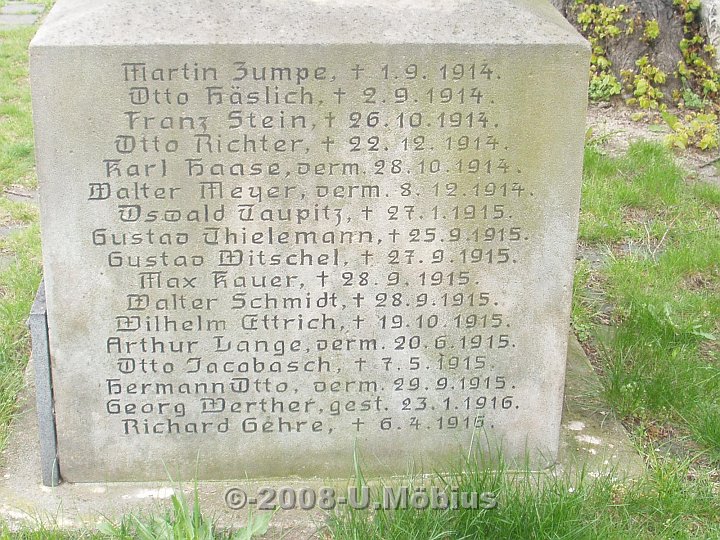 Martin Zumpe, † 1.9. 1914.
Otto Häslich, † 2.9. 1914.
Franz Stein, † 26.10. 1914.
Otto Richter, † 22.12. 1914.
Karl Haase, verm. 28.10. 1914.
Walter Meyer, verm. 8.12. 1914.
Oswald Taupitz, † 27.1. 1915.
Gustav Thielemann, † 25.9. 1915.
Gustav Witschel, † 27.9. 1915.
Max Kauer, † 28.9. 1915.
Walter Schmidt, † 28.9. 1915.
Wilhelm Ettrich, † 19.10. 1915.
Arthur Lange, verm. 20.6. 1915.
Otto Jacobasch, † 7.5. 1915.
Hermann Otto, verm. 29.9. 1915.
Georg Werther, gest. 23.1. 1916.
Richard Gehre, † 6.4. 1916.
©-2008-U.Möbius